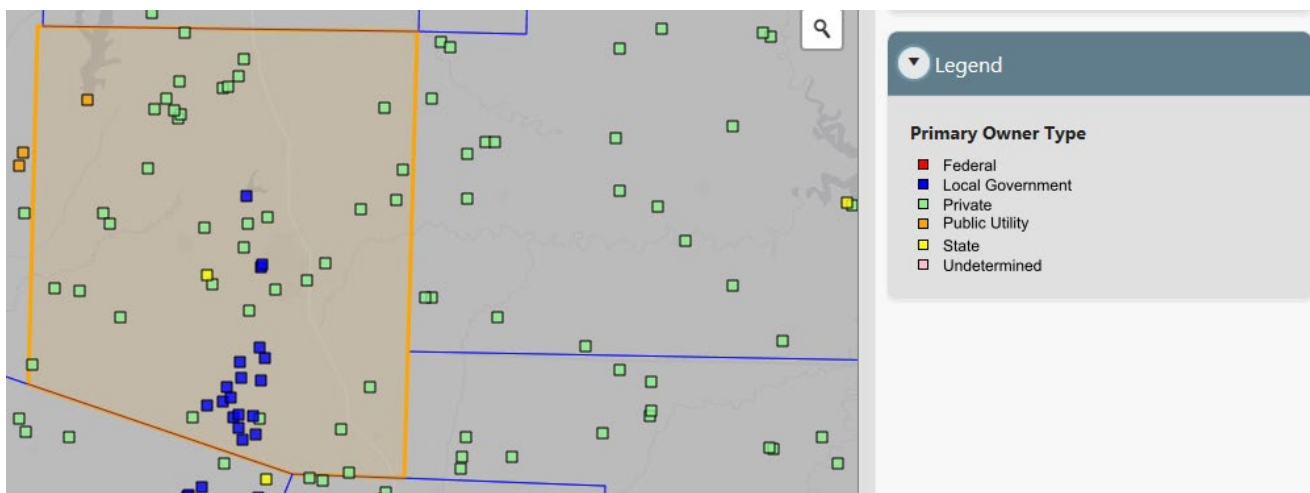 Legend
Primary Owner Type
Federal
Local Government
Private
Public Utility
State
Undetermined